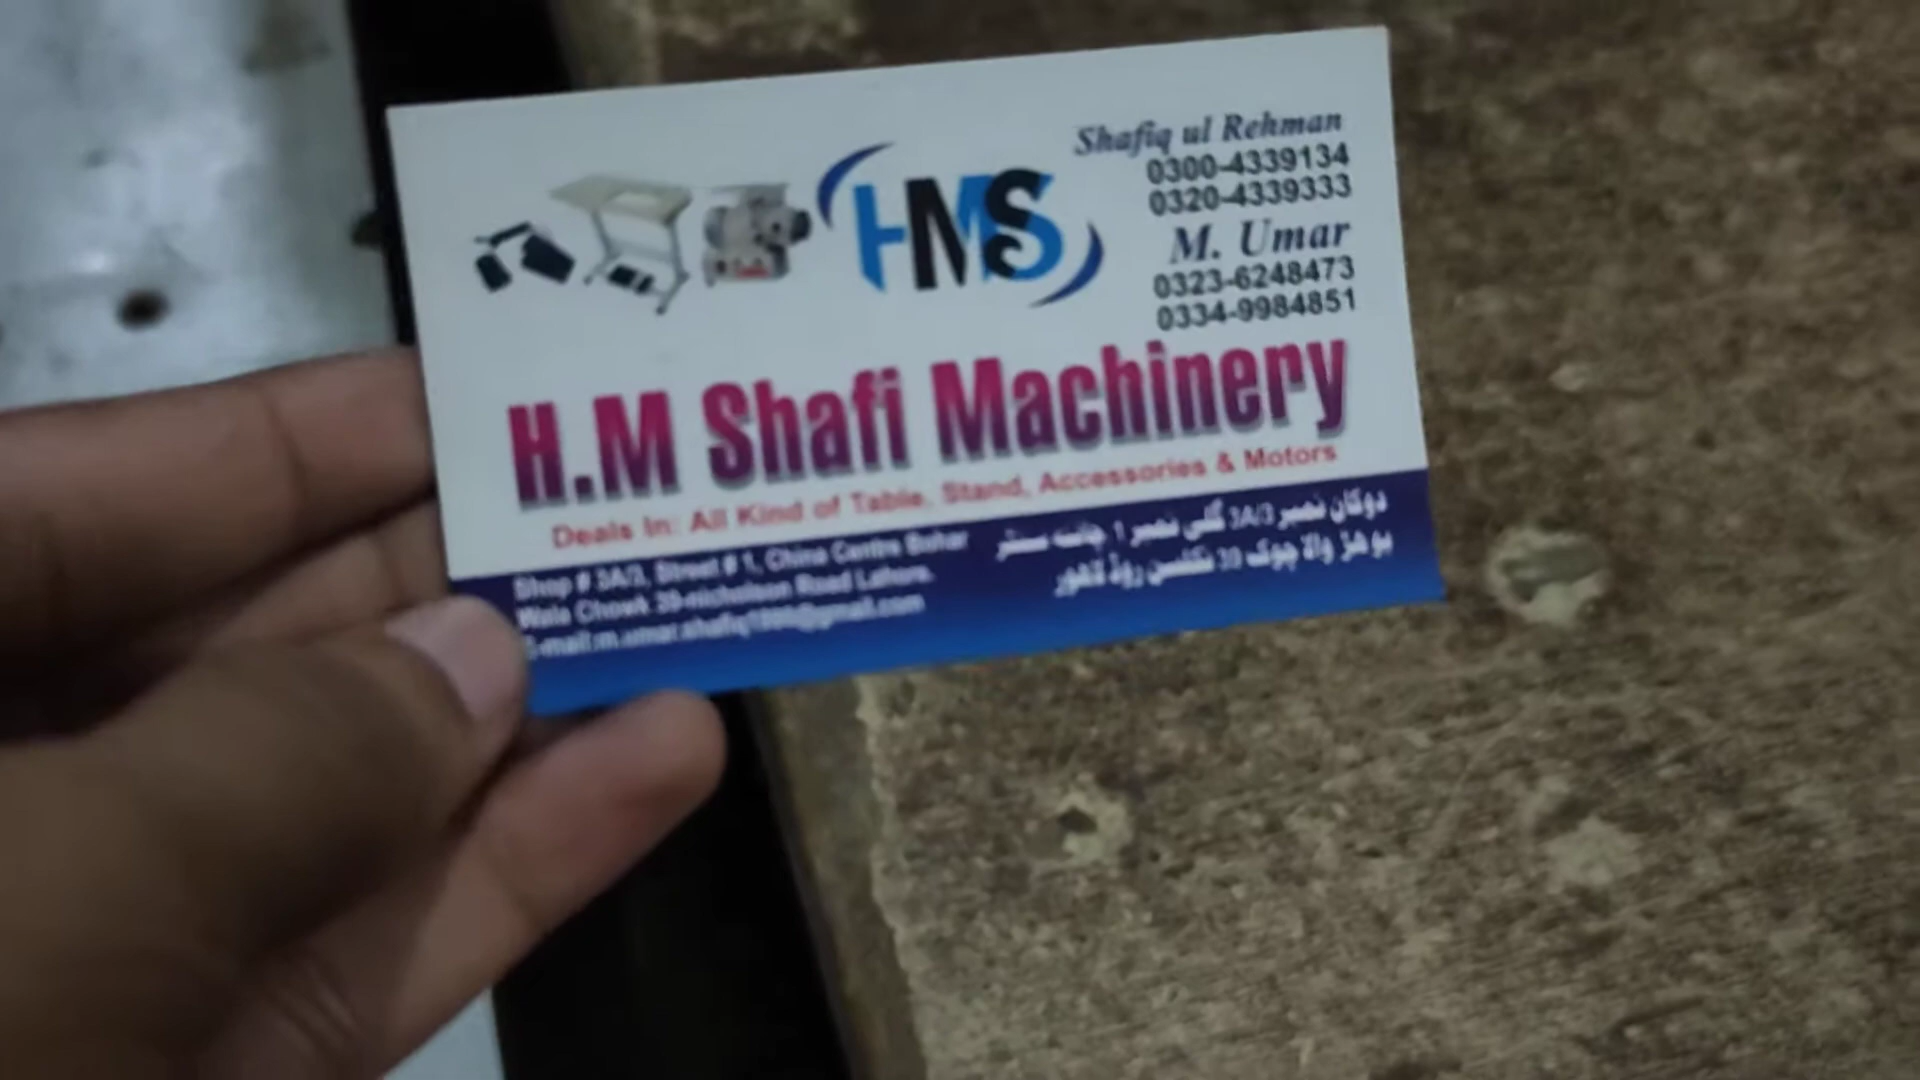 HMS
Shafiq ul Rehman
0300-4339134
0320-4339333
M. Umar
0323-6248473
0334-9984851
H.M Shafi Machinery
Deals In: All Kind of Table, Stand, Accessories & Motors
Shop # 3A/3, Street # 1, China Centre Bohar
Wala Chowk 39-nicholson Road Lahore.
دوکان نمبر 3A/3 گلی نمبر 1 چائنہ سنٹر
بوهڑ والا چوک 39 نکلسن روڈ لاہور